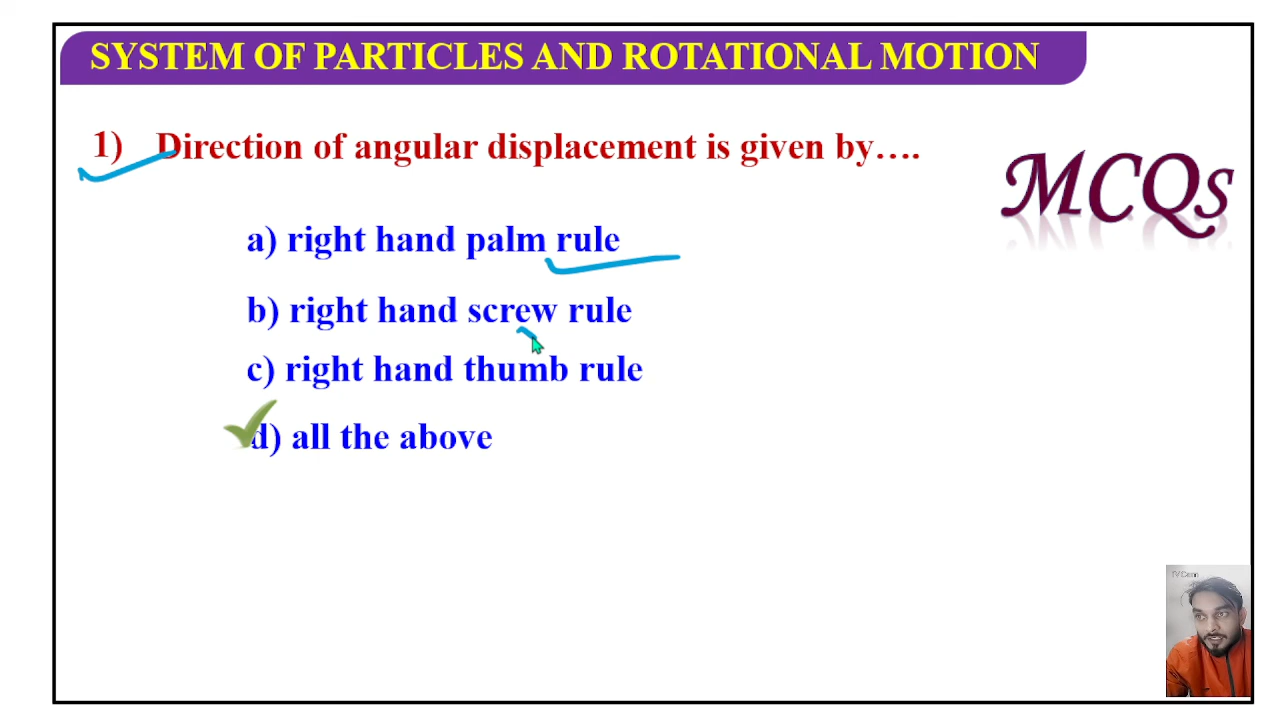 SYSTEM OF PARTICLES AND ROTATIONAL MOTION
1) Direction of angular displacement is given by….
MCQs
a) right hand palm rule
b) right hand screw rule
c) right hand thumb rule
d) all the above